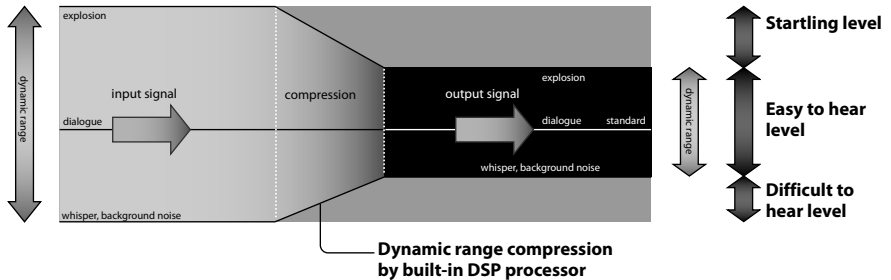 explosion
Startling level
dynamic range
input signal
compression
output signal
explosion
dynamic range
Easy to hear
level
dialogue
dialogue
standard
whisper, background noise
whisper, background noise
Difficult to
hear level
Dynamic range compression
by built-in DSP processor